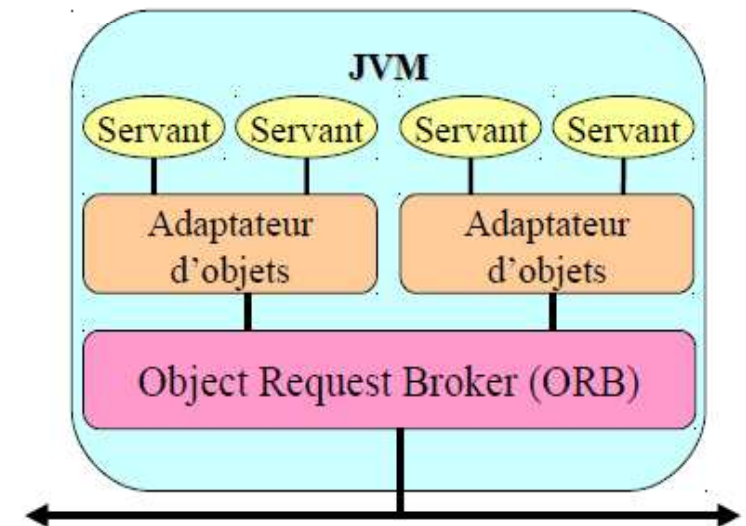 JVM
Servant Servant Servant Servant
Adaptateur
d'objets
Adaptateur
d'objets
Object Request Broker (ORB)